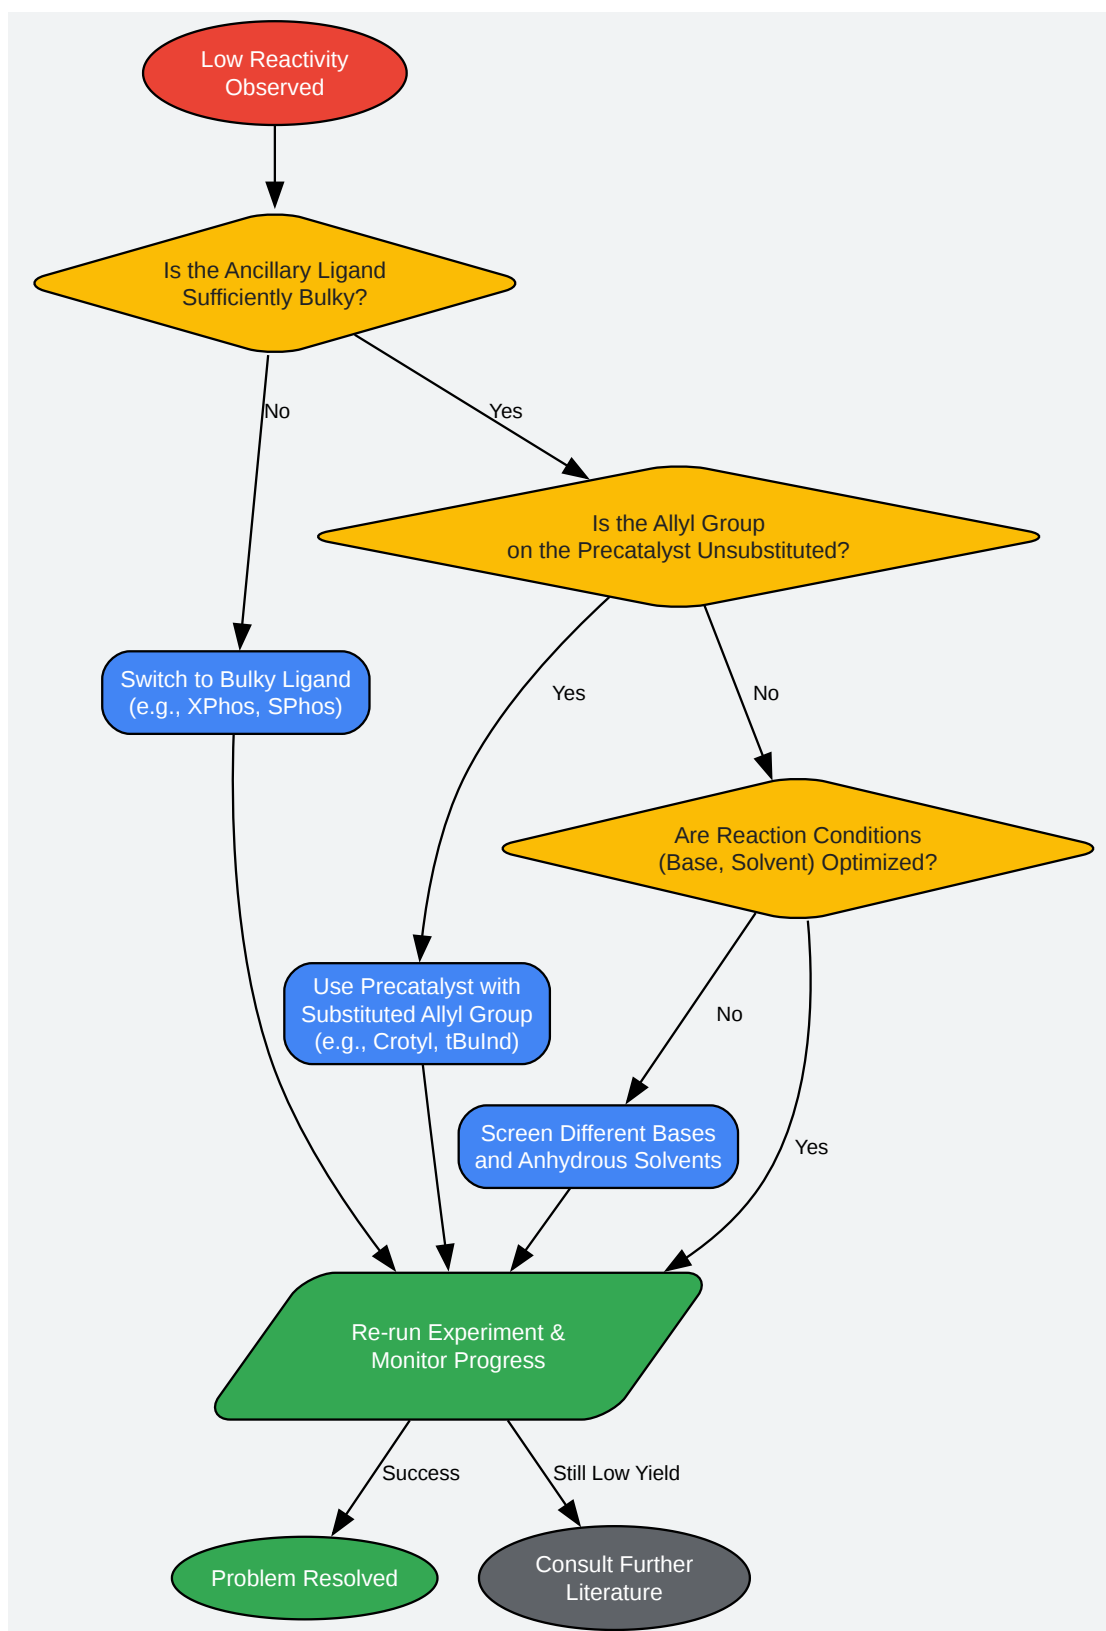 Low Reactivity
Observed
Is the Ancillary Ligand
Sufficiently Bulky?
No
Yes
Is the Allyl Group
on the Precatalyst Unsubstituted?
Switch to Bulky Ligand
(e.g., XPhos, SPhos)
Yes
No
Are Reaction Conditions
(Base, Solvent) Optimized?
Use Precatalyst with
Substituted Allyl Group
(e.g., Crotyl, tBuInd)
No
Screen Different Bases
and Anhydrous Solvents
Yes
Re-run Experiment &
Monitor Progress
Success
Still Low Yield
Problem Resolved
Consult Further
Literature